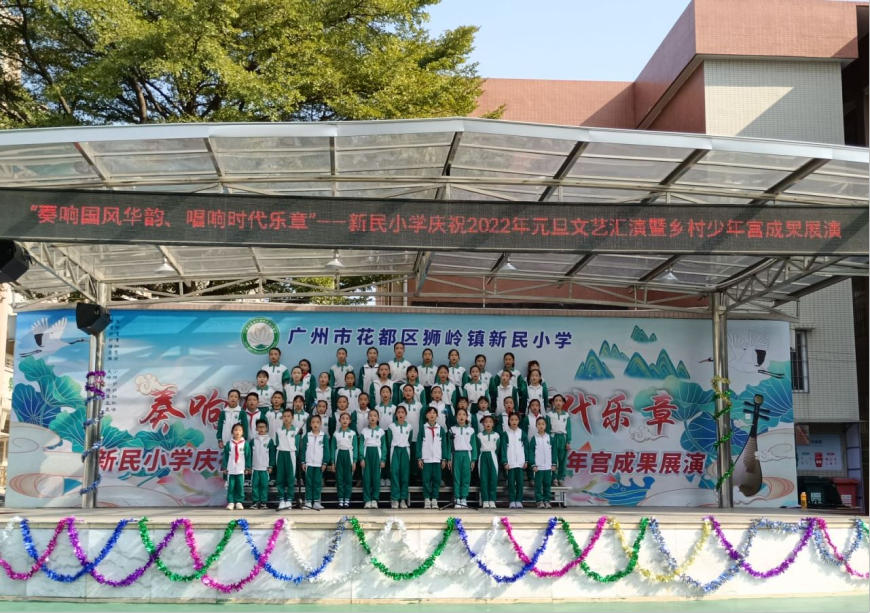 “奏响国风华韵、唱响时代乐章”——新民小学庆祝2022年元旦文艺汇演暨乡村少年宫成果展演
广州市花都区狮岭镇新民小学
奏响 代乐章
新民小学庆 年宫成果展演